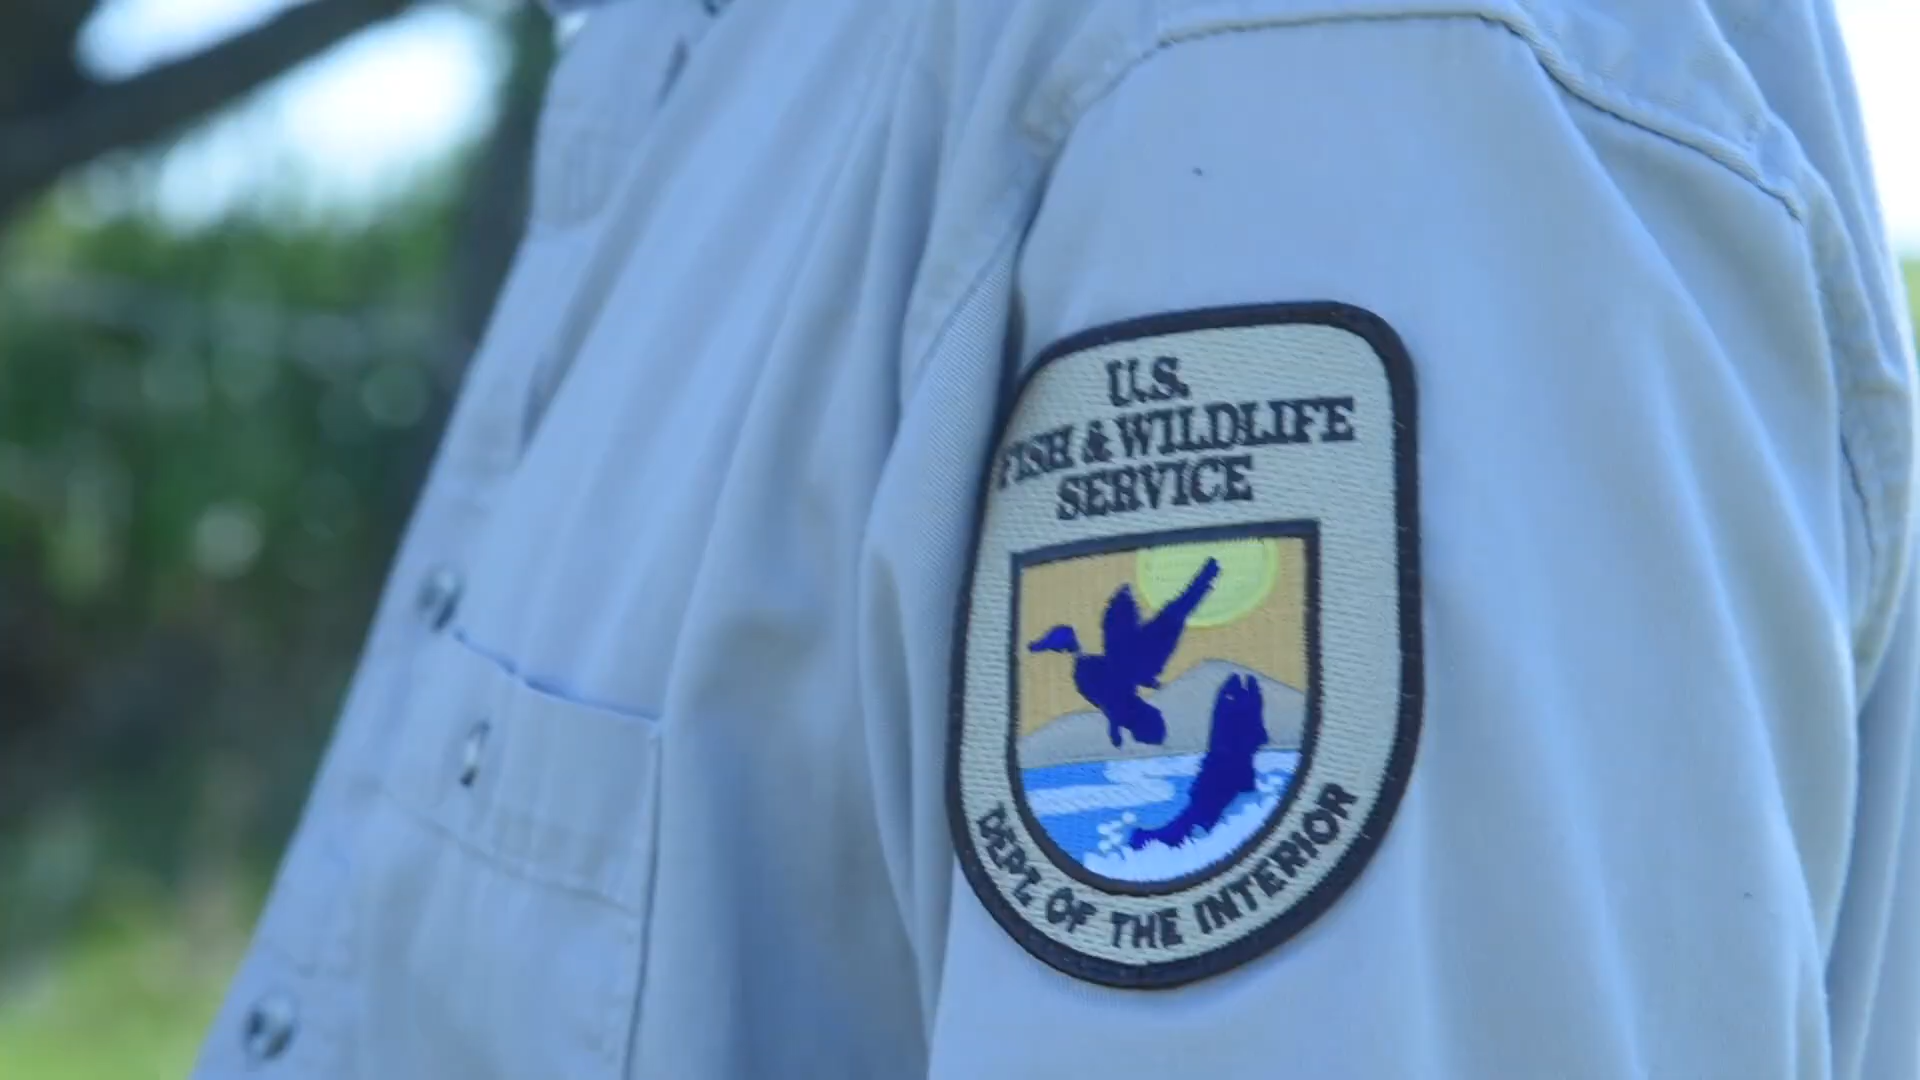 U.S.
FISH & WILDLIFE
SERVICE
DEPT. OF THE INTERIOR